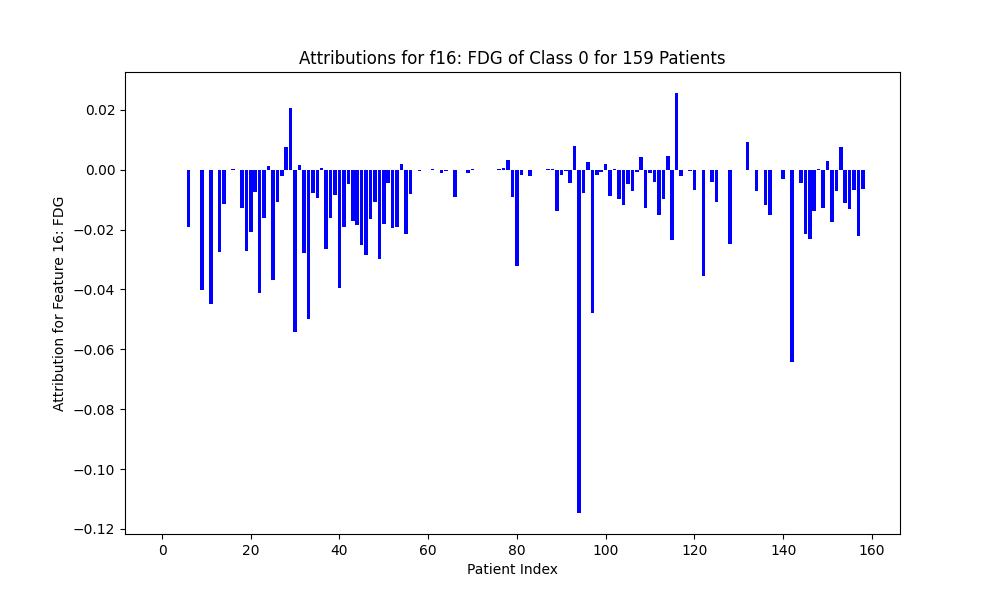 Attributions for f16: FDG of Class 0 for 159 Patients
Attribution for Feature 16: FDG
0.02
0.00
−0.02
−0.04
−0.06
−0.08
−0.10
−0.12
0 20 40 60 80 100 120 140 160
Patient Index